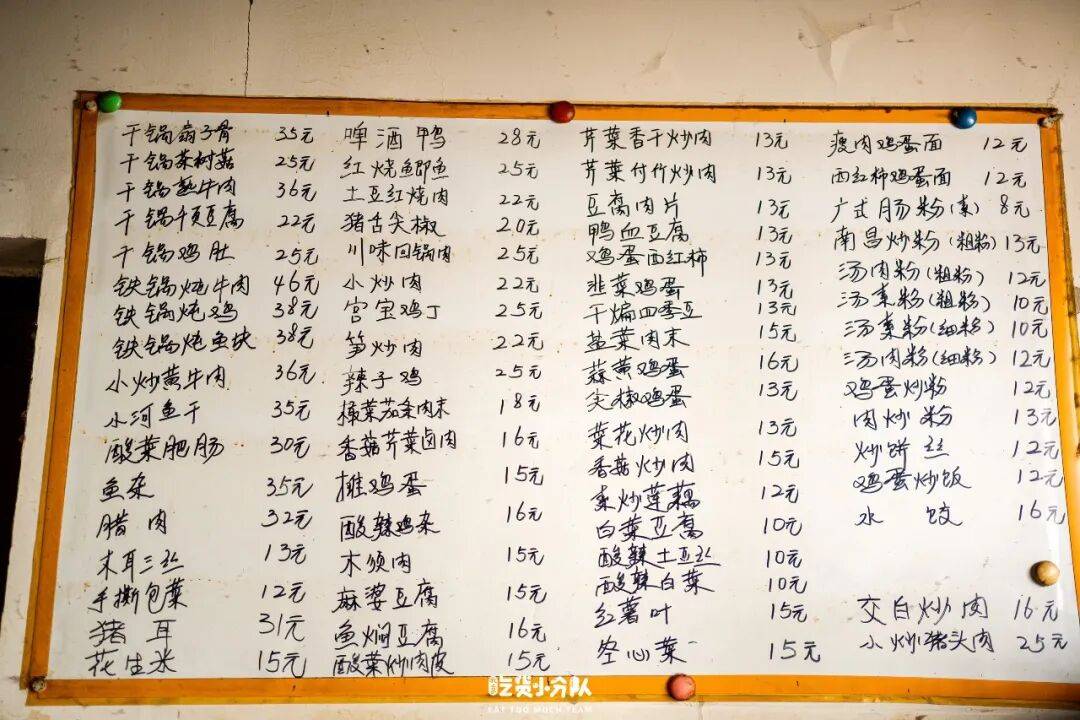 干锅扇子骨 35元
干锅茶树菇 25元
干锅熏牛肉 36元
干锅千页豆腐 22元
干锅鸡肚 25元
铁锅炖牛肉 46元
铁锅炖鸡 38元
铁锅炖鱼块 38元
小炒黄牛肉 36元
小河鱼干 35元
酸菜肥肠 30元
鱼杂 35元
腊肉 32元
木耳三丝 13元
手撕包菜 12元
猪耳 31元
花生米 15元
啤酒鸭 28元
红烧鲫鱼 25元
土豆红烧肉 22元
猪舌尖椒 20元
川味回锅肉 25元
小炒肉 22元
宫宝鸡丁 25元
笋炒肉 22元
辣子鸡 25元
榄菜茄条肉末 18元
香菇芹菜卤肉 16元
摊鸡蛋 15元
酸辣鸡杂 16元
木须肉 15元
麻婆豆腐 15元
鱼焖豆腐 16元
酸菜炒肉皮 15元
芹菜香干炒肉 13元
芹菜付竹炒肉 13元
豆腐肉片 13元
鸭血豆腐 13元
鸡蛋西红柿 13元
韭菜鸡蛋 13元
干煸四季豆 13元
盐菜肉末 15元
蒜黄鸡蛋 16元
尖椒鸡蛋 13元
菜花炒肉 13元
香菇炒肉 15元
素炒莲藕 12元
白菜豆腐 10元
酸辣土豆丝 10元
酸辣白菜 10元
红薯叶 15元
空心菜 15元
瘦肉鸡蛋面 12元
西红柿鸡蛋面 12元
广式肠粉(素) 8元
南昌炒粉(粗粉) 13元
汤肉粉(粗粉) 12元
汤素粉(粗粉) 10元
汤素粉(细粉) 10元
汤肉粉(细粉) 12元
鸡蛋炒粉 12元
肉炒粉 13元
炒饼丝 12元
鸡蛋炒饭 12元
水饺 16元
交白炒肉 16元
小炒猪头肉 25元
吃货小分队
EAT TOO MUCH TEAM